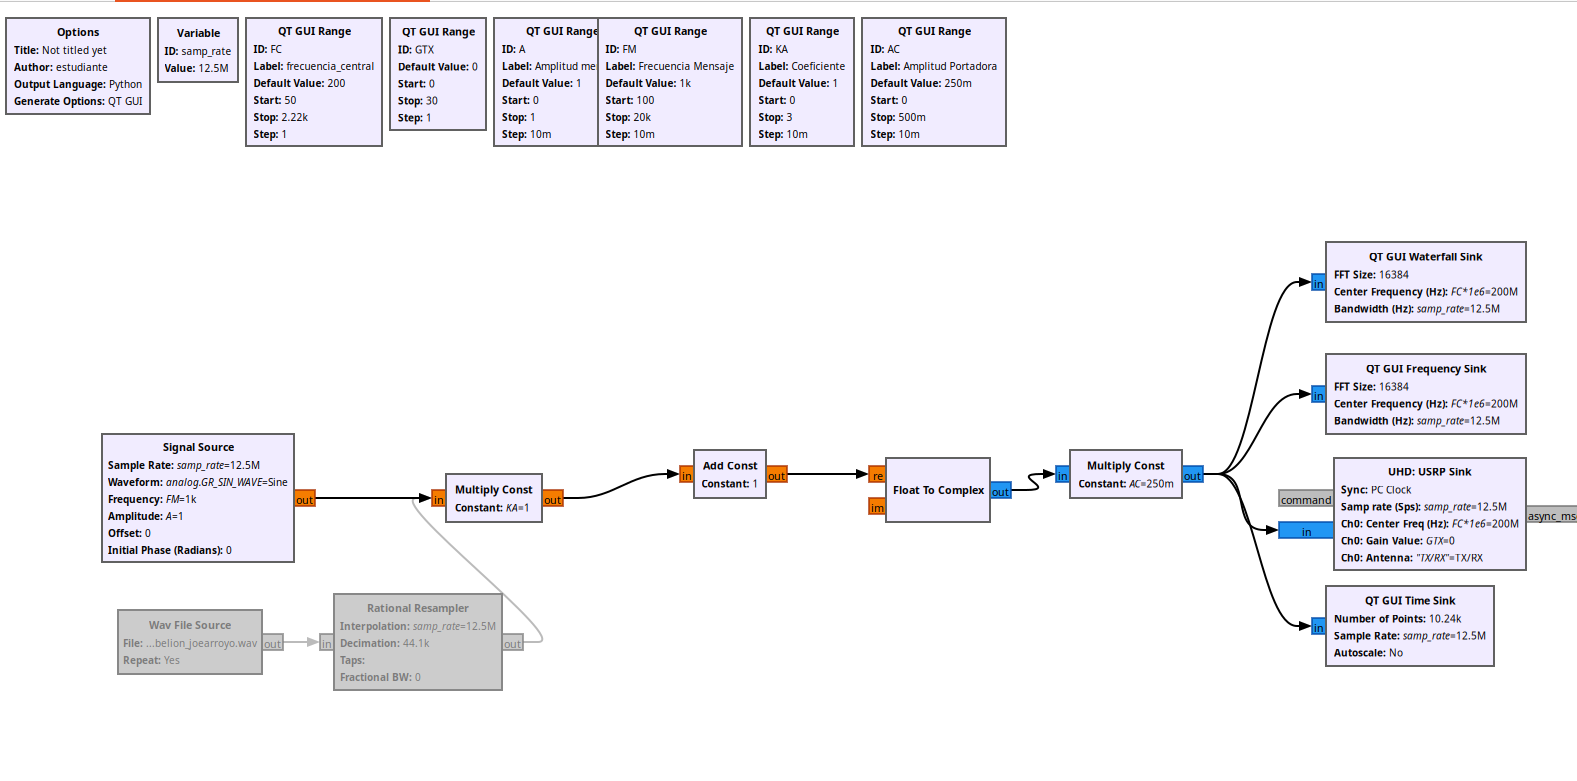 Options
Title: Not titled yet
Author: estudiante
Output Language: Python
Generate Options: QT GUI
Variable
ID: samp_rate
Value: 12.5M
QT GUI Range
ID: FC
Label: frecuencia_central
Default Value: 200
Start: 50
Stop: 2.22k
Step: 1
QT GUI Range
ID: GTX
Default Value: 0
Start: 0
Stop: 30
Step: 1
QT GUI Range
ID: A
Label: Amplitud me
Default Value: 1
Start: 0
Stop: 1
Step: 10m
QT GUI Range
ID: FM
Label: Frecuencia Mensaje
Default Value: 1k
Start: 100
Stop: 20k
Step: 10m
QT GUI Range
ID: KA
Label: Coeficiente
Default Value: 1
Start: 0
Stop: 3
Step: 10m
QT GUI Range
ID: AC
Label: Amplitud Portadora
Default Value: 250m
Start: 0
Stop: 500m
Step: 10m
Signal Source
Sample Rate: samp_rate=12.5M
Waveform: analog.GR_SIN_WAVE=Sine
Frequency: FM=1k
Amplitude: A=1
Offset: 0
Initial Phase (Radians): 0
out
Wav File Source
File: ...belion_joearroyo.wav
Repeat: Yes
out
in
Rational Resampler
Interpolation: samp_rate=12.5M
Decimation: 44.1k
Taps:
Fractional BW: 0
out
in
Multiply Const
Constant: KA=1
out
in
Add Const
Constant: 1
out
re
im
Float To Complex
out
in
Multiply Const
Constant: AC=250m
out
in
QT GUI Waterfall Sink
FFT Size: 16384
Center Frequency (Hz): FC*1e6=200M
Bandwidth (Hz): samp_rate=12.5M
in
QT GUI Frequency Sink
FFT Size: 16384
Center Frequency (Hz): FC*1e6=200M
Bandwidth (Hz): samp_rate=12.5M
command
in
UHD: USRP Sink
Sync: PC Clock
Samp rate (Sps): samp_rate=12.5M
Ch0: Center Freq (Hz): FC*1e6=200M
Ch0: Gain Value: GTX=0
Ch0: Antenna: "TX/RX"=TX/RX
async_ms
in
QT GUI Time Sink
Number of Points: 10.24k
Sample Rate: samp_rate=12.5M
Autoscale: No